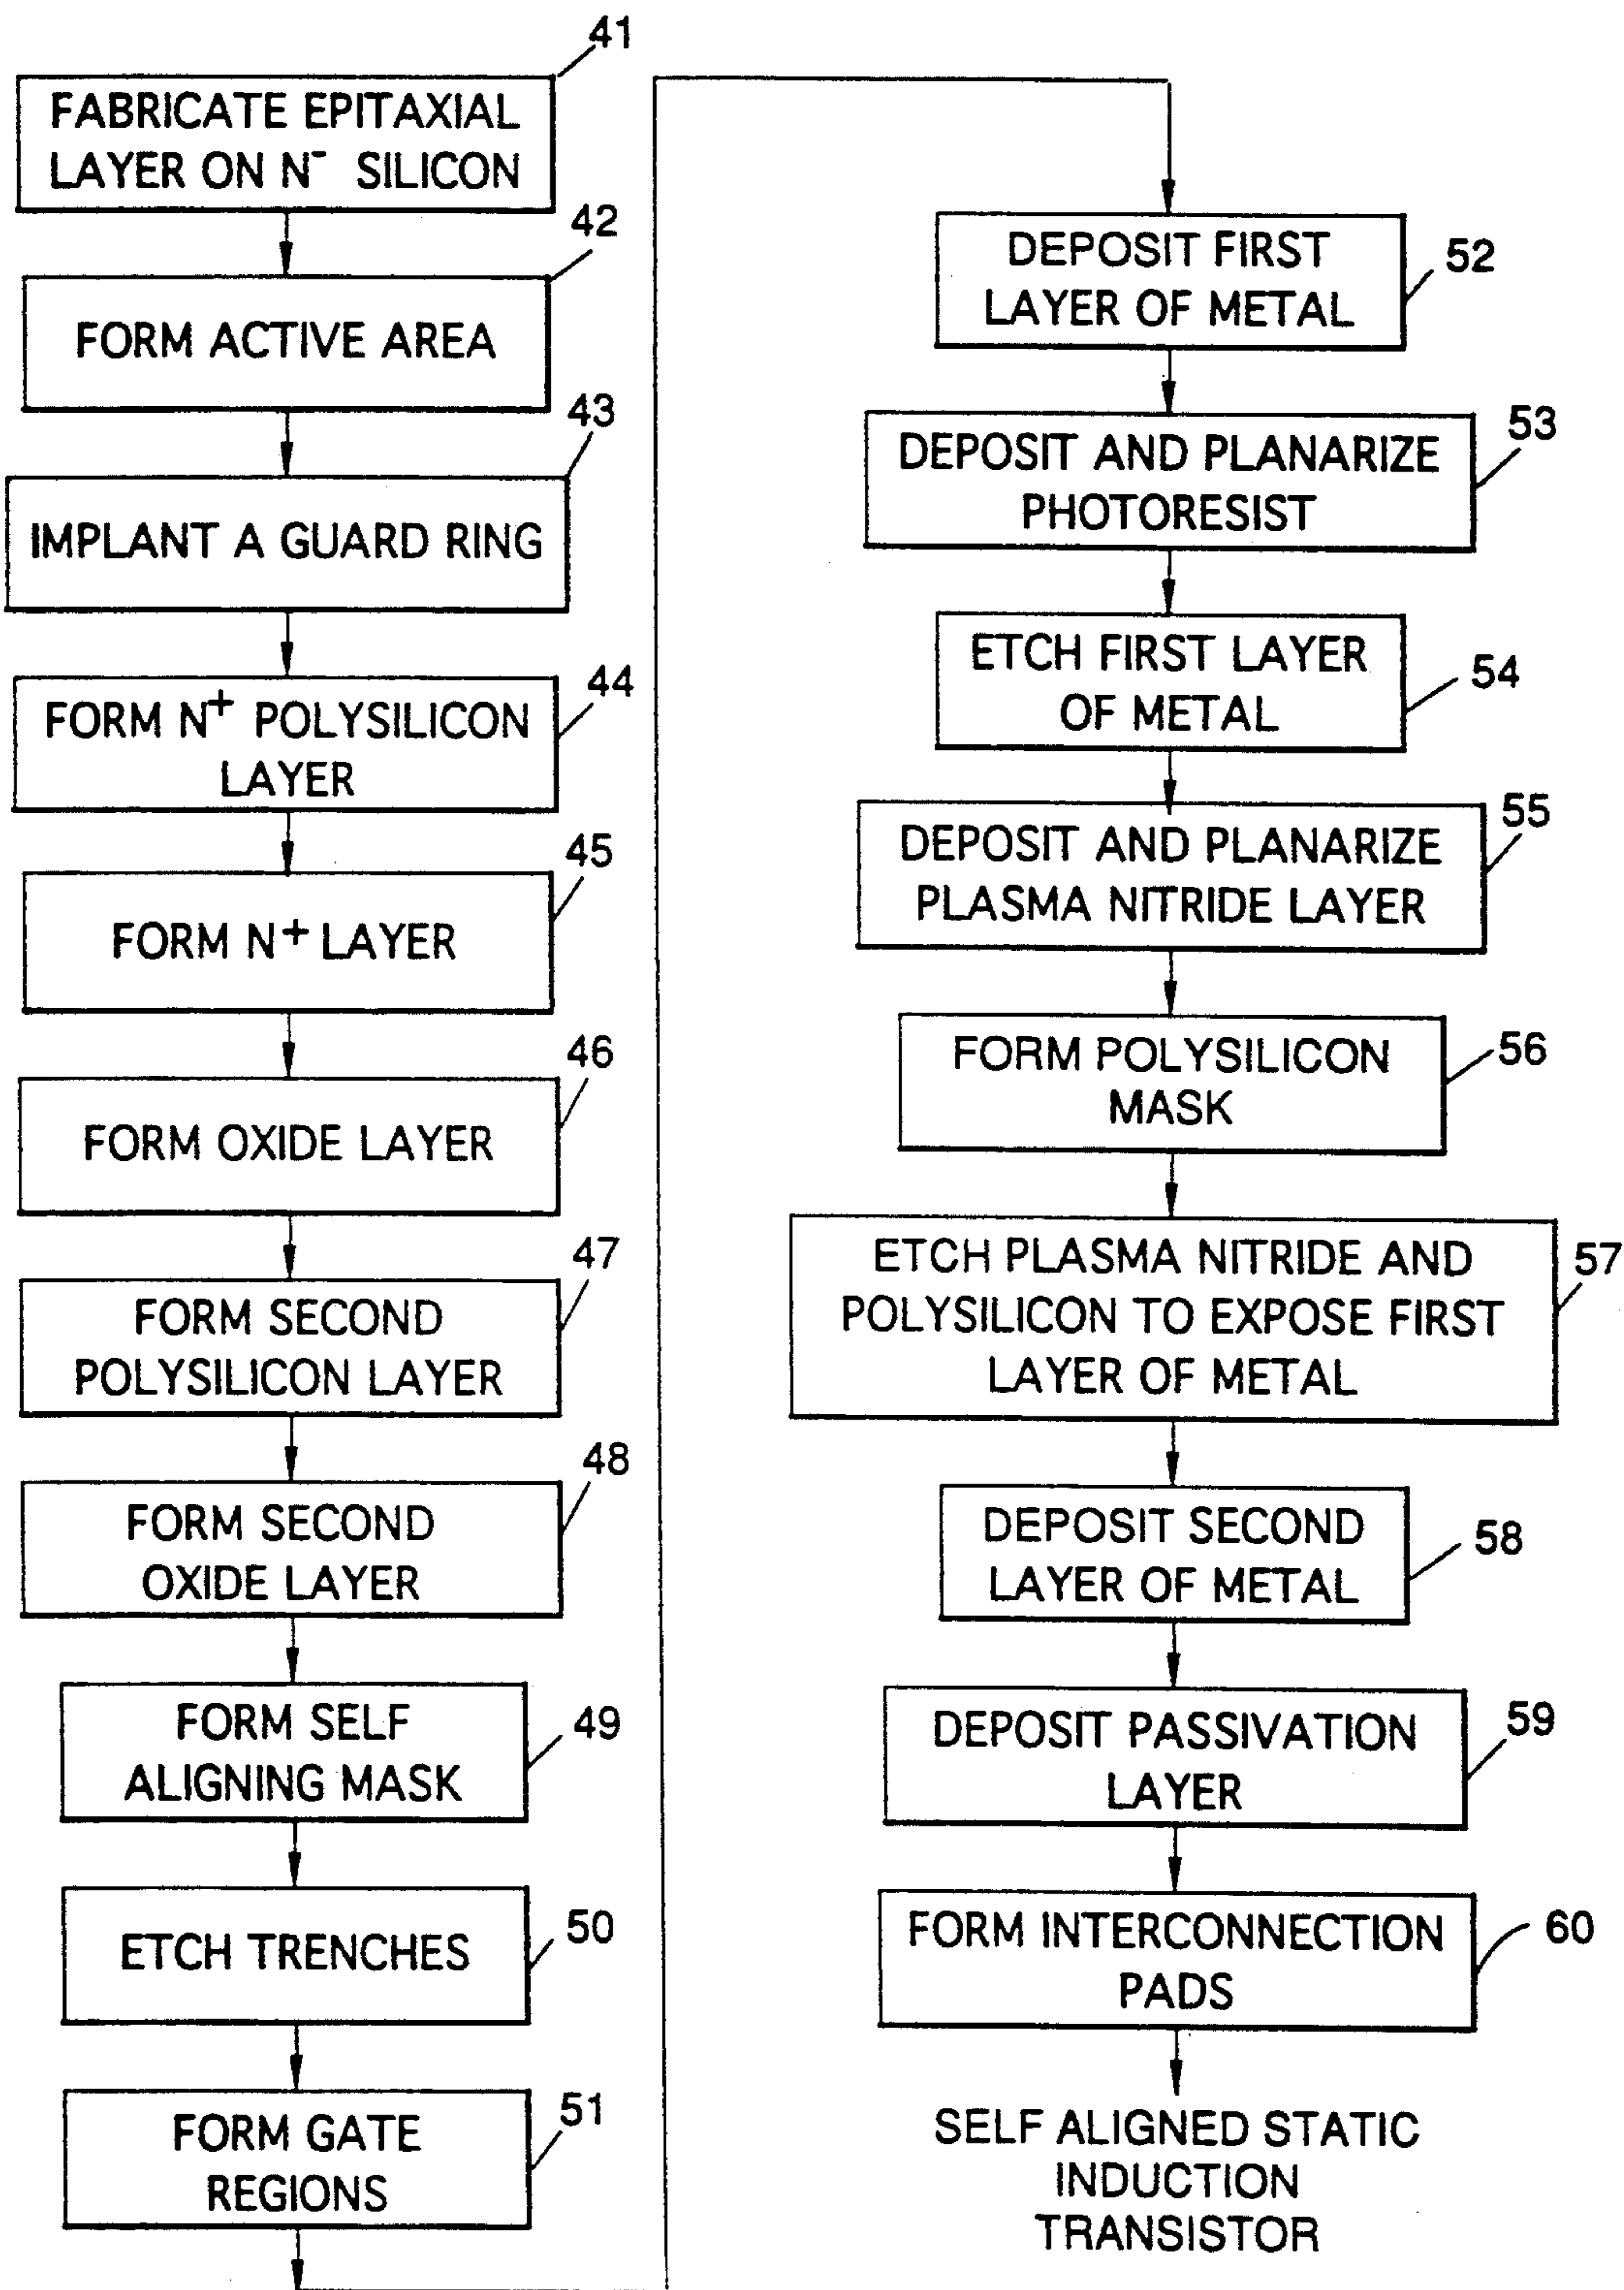 41
FABRICATE EPITAXIAL
LAYER ON N⁻ SILICON
42
FORM ACTIVE AREA
43
IMPLANT A GUARD RING
44
FORM N⁺ POLYSILICON
LAYER
45
FORM N⁺ LAYER
46
FORM OXIDE LAYER
47
FORM SECOND
POLYSILICON LAYER
48
FORM SECOND
OXIDE LAYER
49
FORM SELF
ALIGNING MASK
50
ETCH TRENCHES
51
FORM GATE
REGIONS
52
DEPOSIT FIRST
LAYER OF METAL
53
DEPOSIT AND PLANARIZE
PHOTORESIST
54
ETCH FIRST LAYER
OF METAL
55
DEPOSIT AND PLANARIZE
PLASMA NITRIDE LAYER
56
FORM POLYSILICON
MASK
57
ETCH PLASMA NITRIDE AND
POLYSILICON TO EXPOSE FIRST
LAYER OF METAL
58
DEPOSIT SECOND
LAYER OF METAL
59
DEPOSIT PASSIVATION
LAYER
60
FORM INTERCONNECTION
PADS
SELF ALIGNED STATIC
INDUCTION
TRANSISTOR